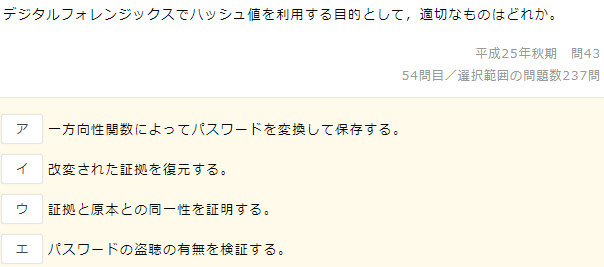 デジタルフォレンジックスでハッシュ値を利用する目的として，適切なものはどれか。
平成25年秋期　問43
54問目／選択範囲の問題数237問
ア 一方向性関数によってパスワードを変換して保存する。
イ 改変された証拠を復元する。
ウ 証拠と原本との同一性を証明する。
エ パスワードの盗聴の有無を検証する。